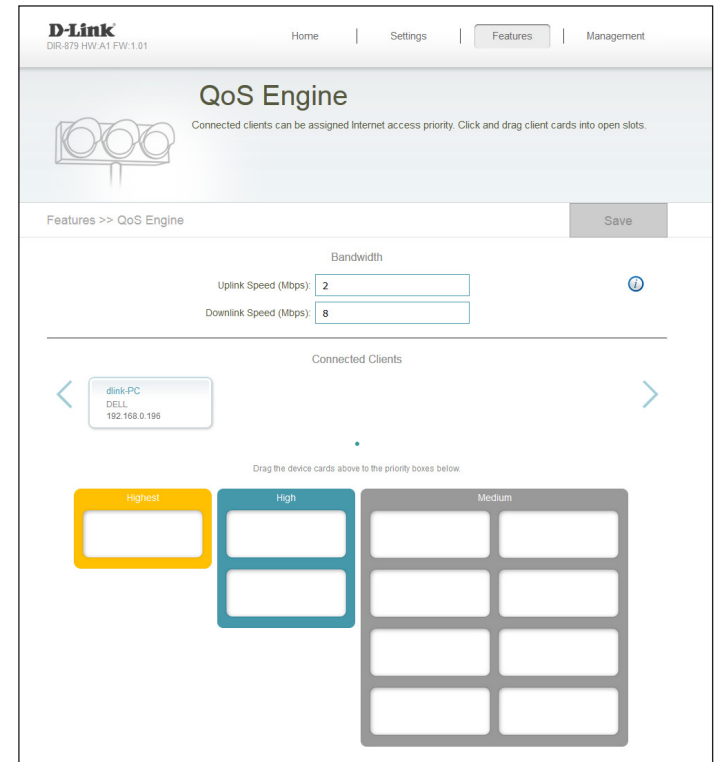 D-Link
DIR-879 HW:A1 FW:1.01
Home
Settings
Features
Management
QoS Engine
Connected clients can be assigned Internet access priority. Click and drag client cards into open slots.
Features >> QoS Engine
Save
Bandwidth
Uplink Speed (Mbps): 2
i
Downlink Speed (Mbps): 8
Connected Clients
dlink-PC
DELL
192.168.0.196
Drag the device cards above to the priority boxes below.
Highest
High
Medium